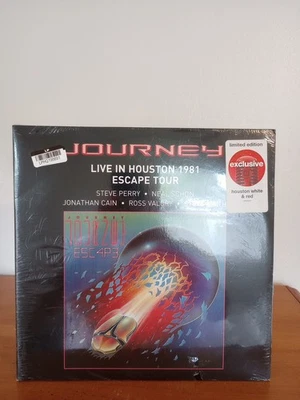 JOURNEY
LIVE IN HOUSTON 1981
ESCAPE TOUR
STEVE PERRY • NEAL SCHON
JONATHAN CAIN • ROSS VALORY
limited edition
exclusive
houston white
& red
JOURNEY
ESC4P3